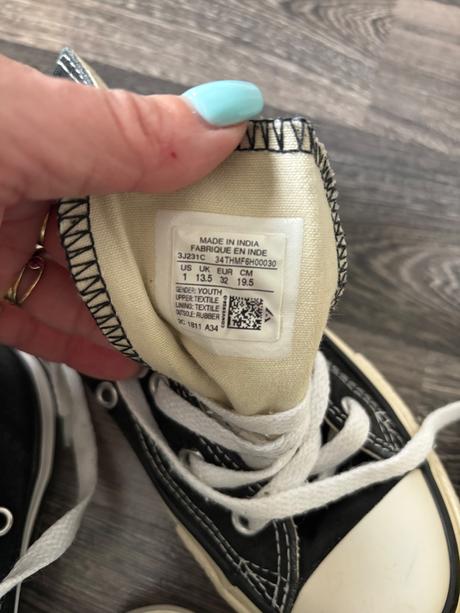 MADE IN INDIA
FABRIQUE EN INDE
3J231C 34THMF6H00030
US UK EUR CM
1 13.5 32 19.5
GENDER: YOUTH
UPPER: TEXTILE
LINING: TEXTILE
OUTSOLE: RUBBER
1811 A34